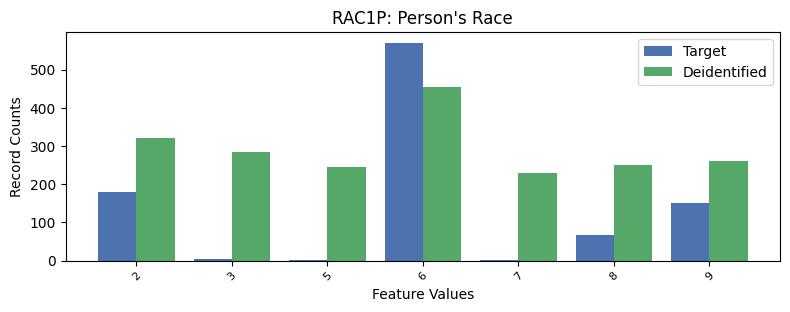 RAC1P: Person's Race
Target
Deidentified
Record Counts
500
400
300
200
100
0
2 3 5 6 7 8 9
Feature Values